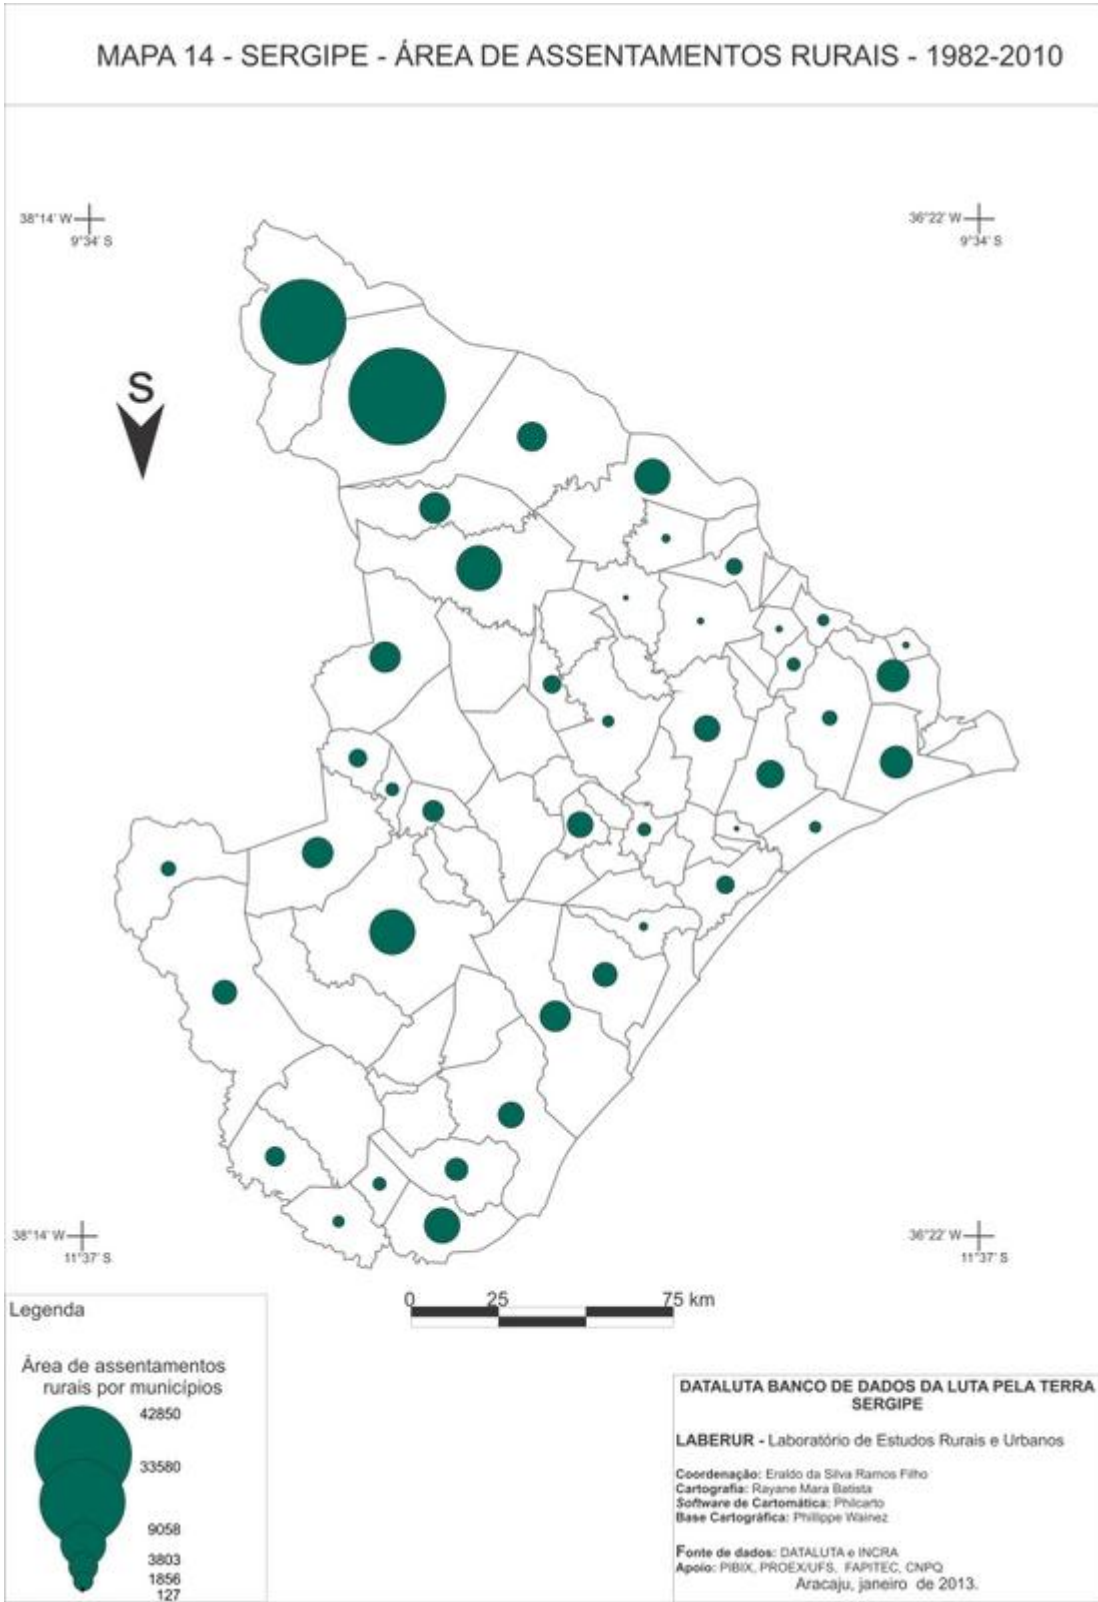 MAPA 14 - SERGIPE - ÁREA DE ASSENTAMENTOS RURAIS - 1982-2010
38°14' W
9°34' S
36°22' W
9°34' S
S
38°14' W
11°37' S
36°22' W
11°37' S
0 25 75 km
Legenda
Área de assentamentos
rurais por municípios
42850
33580
9058
3803
1856
127
DATALUTA BANCO DE DADOS DA LUTA PELA TERRA
SERGIPE
LABERUR - Laboratório de Estudos Rurais e Urbanos
Coordenação: Eraldo da Silva Ramos Filho
Cartografia: Rayane Mara Batista
Software de Cartomática: Philcarto
Base Cartográfica: Phillippe Wainez
Fonte de dados: DATALUTA e INCRA
Apoio: PIBIX, PROEX/UFS, FAPITEC, CNPQ
Aracaju, janeiro de 2013.